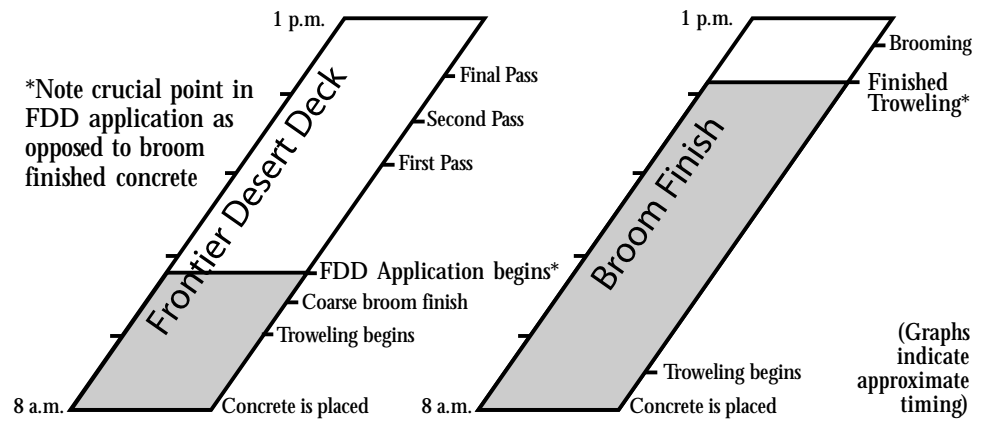 *Note crucial point in
FDD application as
opposed to broom
finished concrete
1 p.m.
Frontier Desert Deck
Final Pass
Second Pass
First Pass
FDD Application begins*
Coarse broom finish
Troweling begins
8 a.m.
Concrete is placed
1 p.m.
Broom Finish
Brooming
Finished
Troweling*
Troweling begins
8 a.m.
Concrete is placed
(Graphs
indicate
approximate
timing)